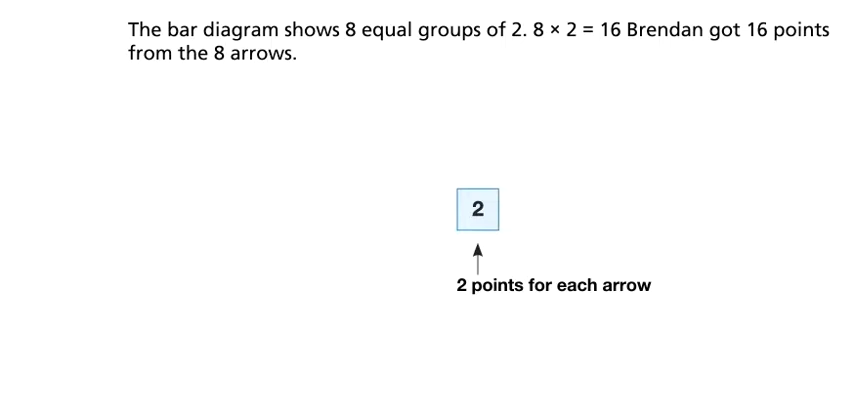 The bar diagram shows 8 equal groups of 2. 8 × 2 = 16 Brendan got 16 points
from the 8 arrows.
2
2 points for each arrow